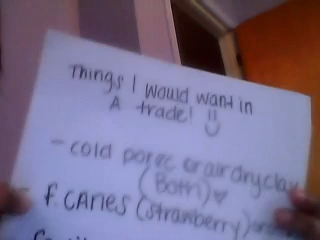 Things I would want in
A trade! :)
- cold porc or air dry clay
(Both) ♥
- F. CANES (strawberry)